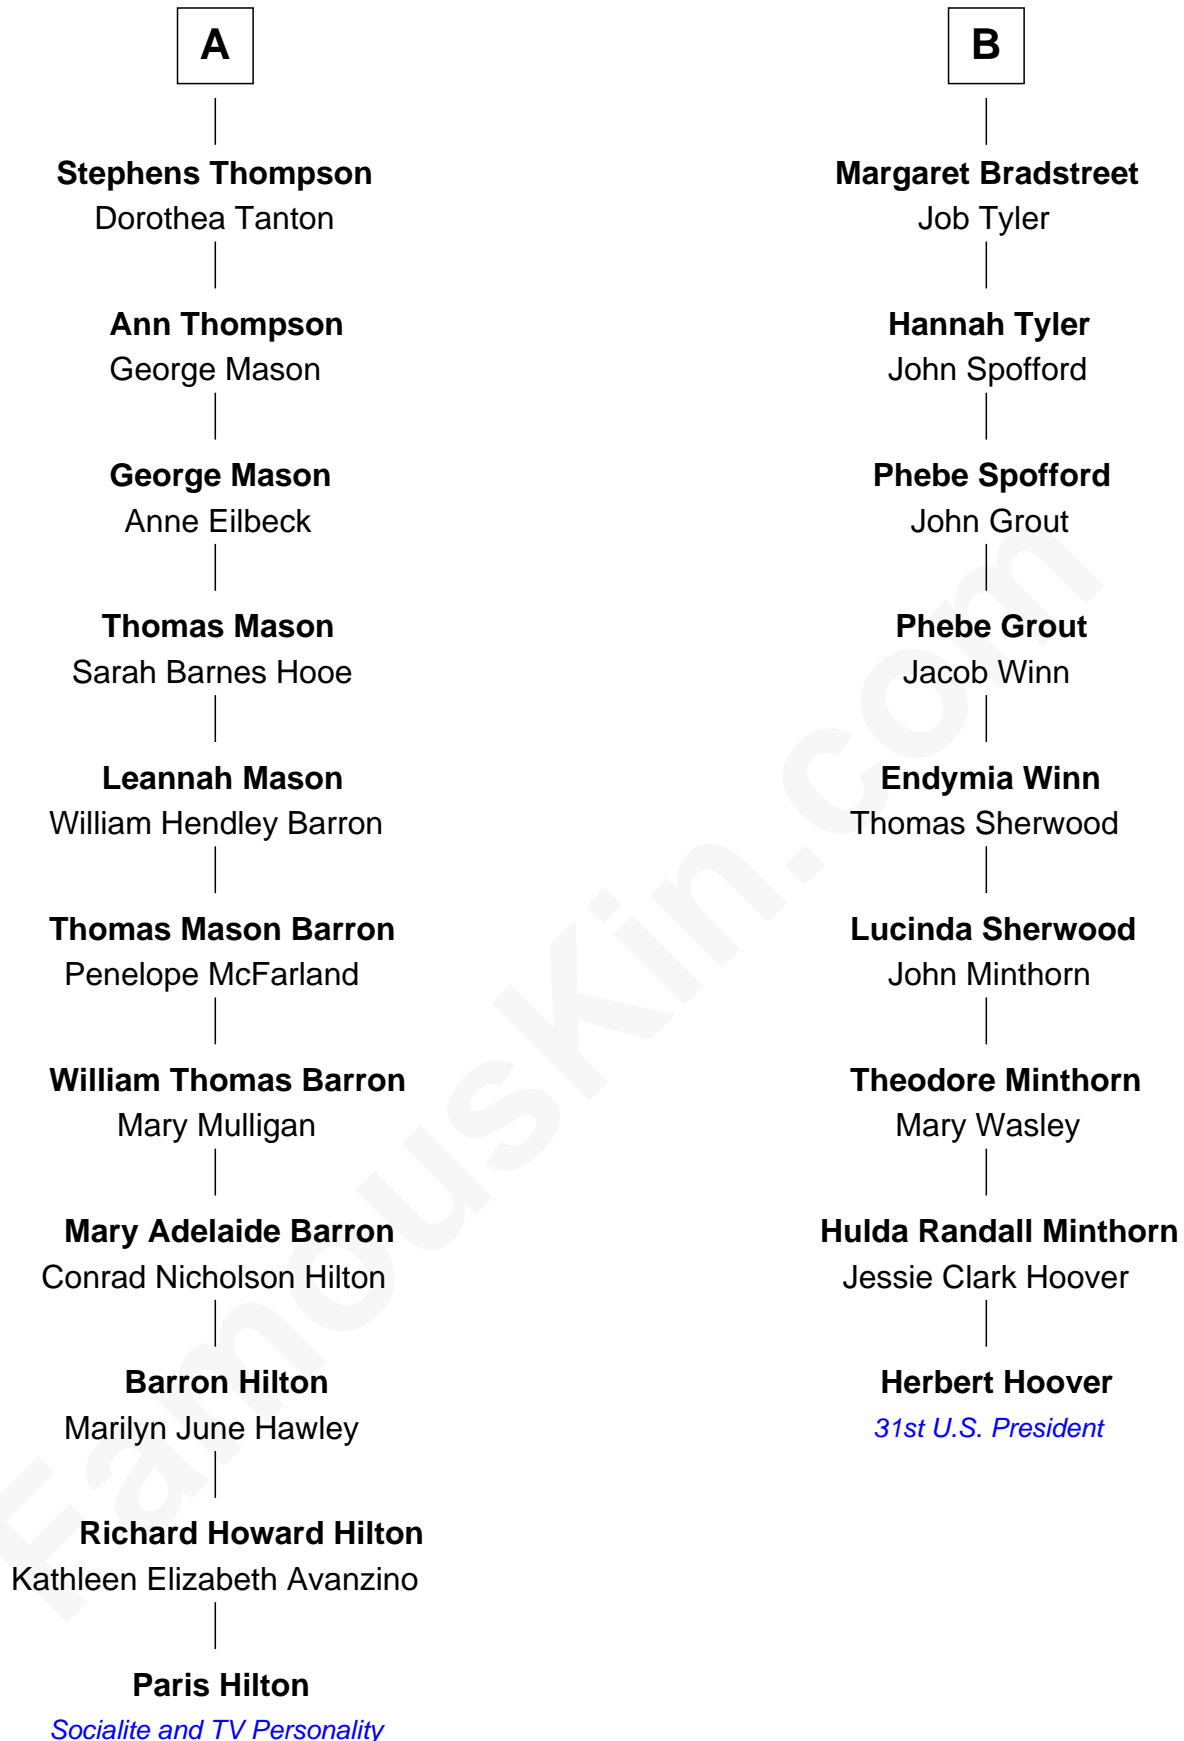 A
Stephens Thompson
Dorothea Tanton
Ann Thompson
George Mason
George Mason
Anne Eilbeck
Thomas Mason
Sarah Barnes Hooe
Leannah Mason
William Hendley Barron
Thomas Mason Barron
Penelope McFarland
William Thomas Barron
Mary Mulligan
Mary Adelaide Barron
Conrad Nicholson Hilton
Barron Hilton
Marilyn June Hawley
Richard Howard Hilton
Kathleen Elizabeth Avanzino
Paris Hilton
Socialite and TV Personality
B
Margaret Bradstreet
Job Tyler
Hannah Tyler
John Spofford
Phebe Spofford
John Grout
Phebe Grout
Jacob Winn
Endymia Winn
Thomas Sherwood
Lucinda Sherwood
John Minthorn
Theodore Minthorn
Mary Wasley
Hulda Randall Minthorn
Jessie Clark Hoover
Herbert Hoover
31st U.S. President
FamousKin.com